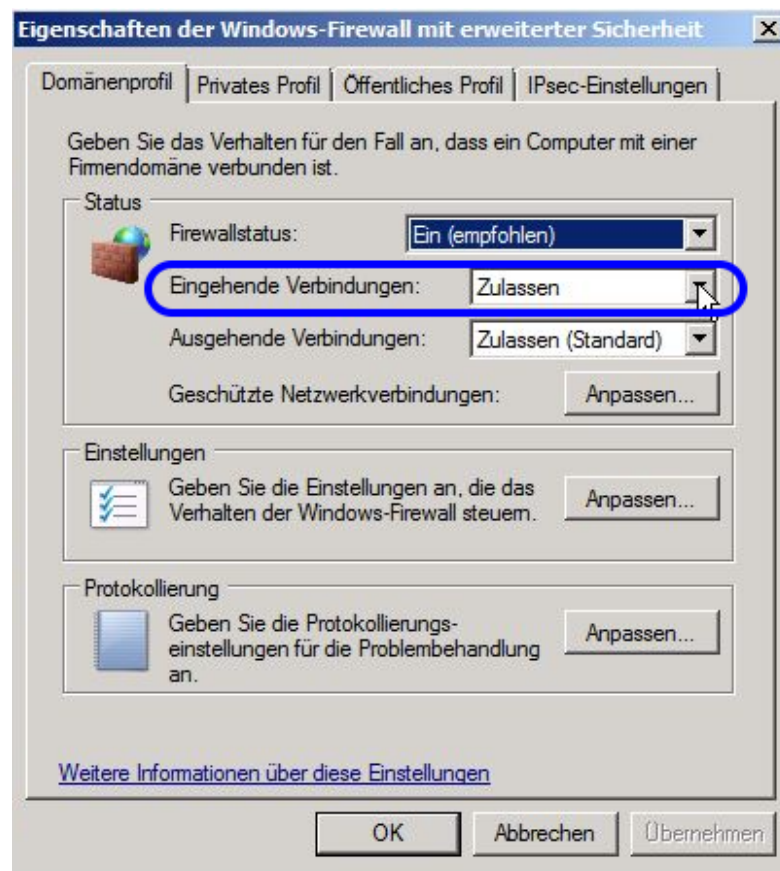 Eigenschaften der Windows-Firewall mit erweiterter Sicherheit
Domänenprofil Privates Profil Öffentliches Profil IPsec-Einstellungen
Geben Sie das Verhalten für den Fall an, dass ein Computer mit einer
Firmendomäne verbunden ist.
Status
Firewallstatus: Ein (empfohlen)
Eingehende Verbindungen: Zulassen
Ausgehende Verbindungen: Zulassen (Standard)
Geschützte Netzwerkverbindungen: Anpassen...
Einstellungen
Geben Sie die Einstellungen an, die das
Verhalten der Windows-Firewall steuern.
Anpassen...
Protokollierung
Geben Sie die Protokollierungs-
einstellungen für die Problembehandlung
an.
Anpassen...
Weitere Informationen über diese Einstellungen
OK Abbrechen Übernehmen